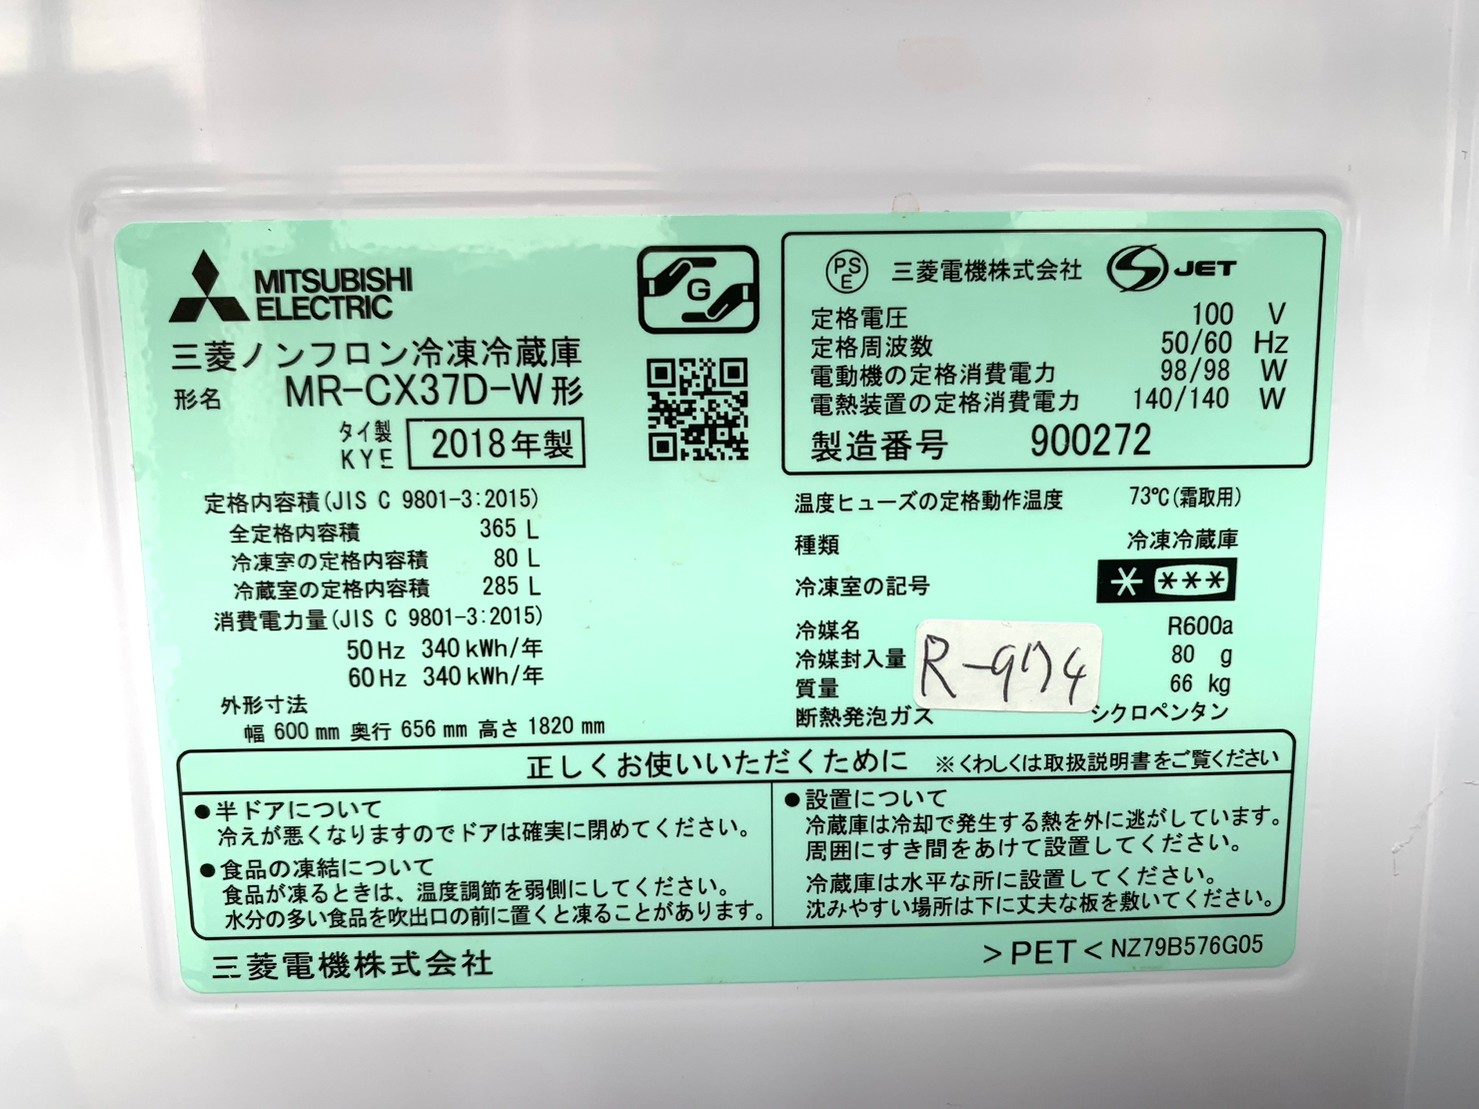 MITSUBISHI
ELECTRIC
三菱ノンフロン冷凍冷蔵庫
形名 MR-CX37D-W形
タイ製
KYE
2018年製
定格内容積(JIS C 9801-3:2015)
全定格内容積 365 L
冷凍室の定格内容積 80 L
冷蔵室の定格内容積 285 L
消費電力量(JIS C 9801-3:2015)
50Hz 340kWh/年
60Hz 340kWh/年
外形寸法
幅 600 mm 奥行 656 mm 高さ 1820 mm
G
PS
E
三菱電機株式会社
JET
定格電圧 100 V
定格周波数 50/60 Hz
電動機の定格消費電力 98/98 W
電熱装置の定格消費電力 140/140 W
製造番号 900272
温度ヒューズの定格動作温度 73℃(霜取用)
種類 冷凍冷蔵庫
冷凍室の記号 * ***
冷媒名 R600a
冷媒封入量 80 g
質量 66 kg
断熱発泡ガス シクロペンタン
R-974
正しくお使いいただくために ※くわしくは取扱説明書をご覧ください
●半ドアについて
冷えが悪くなりますのでドアは確実に閉めてください。
●食品の凍結について
食品が凍るときは、温度調節を弱側にしてください。
水分の多い食品を吹出口の前に置くと凍ることがあります。
●設置について
冷蔵庫は冷却で発生する熱を外に逃がしています。
周囲にすき間をあけて設置してください。
冷蔵庫は水平な所に設置してください。
沈みやすい場所は下に丈夫な板を敷いてください。
三菱電機株式会社
>PET< NZ79B576G05